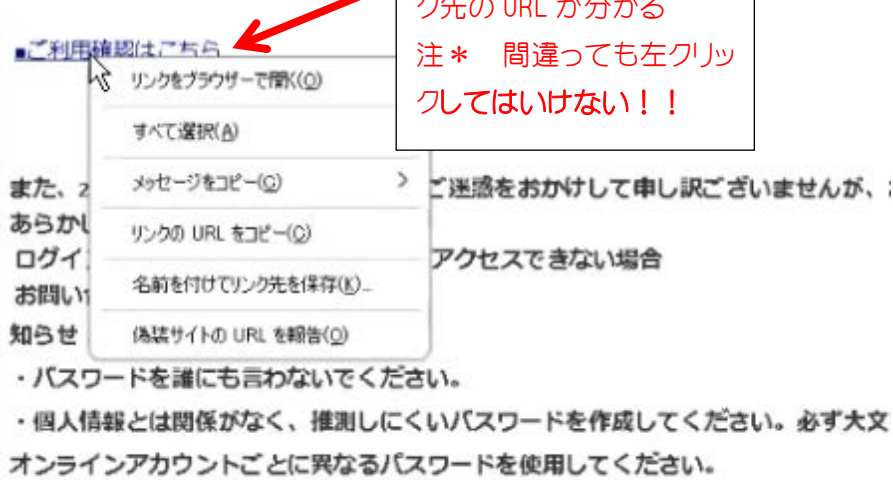 ク先の URL が分かる
■ご利用確認はこちら
注＊　間違っても左クリッ
クしてはいけない！！
リンクをブラウザーで開く(O)
すべて選択(A)
メッセージをコピー(C) >
リンクの URL をコピー(C)
名前を付けてリンク先を保存(K)...
偽装サイトの URL を報告(O)
また、2
ご迷惑をおかけして申し訳ございませんが、
あらかし
ログイ
アクセスできない場合
お問い
知らせ
・パスワードを誰にも言わないでください。
・個人情報とは関係がなく、推測しにくいパスワードを作成してください。必ず大文
オンラインアカウントごとに異なるパスワードを使用してください。